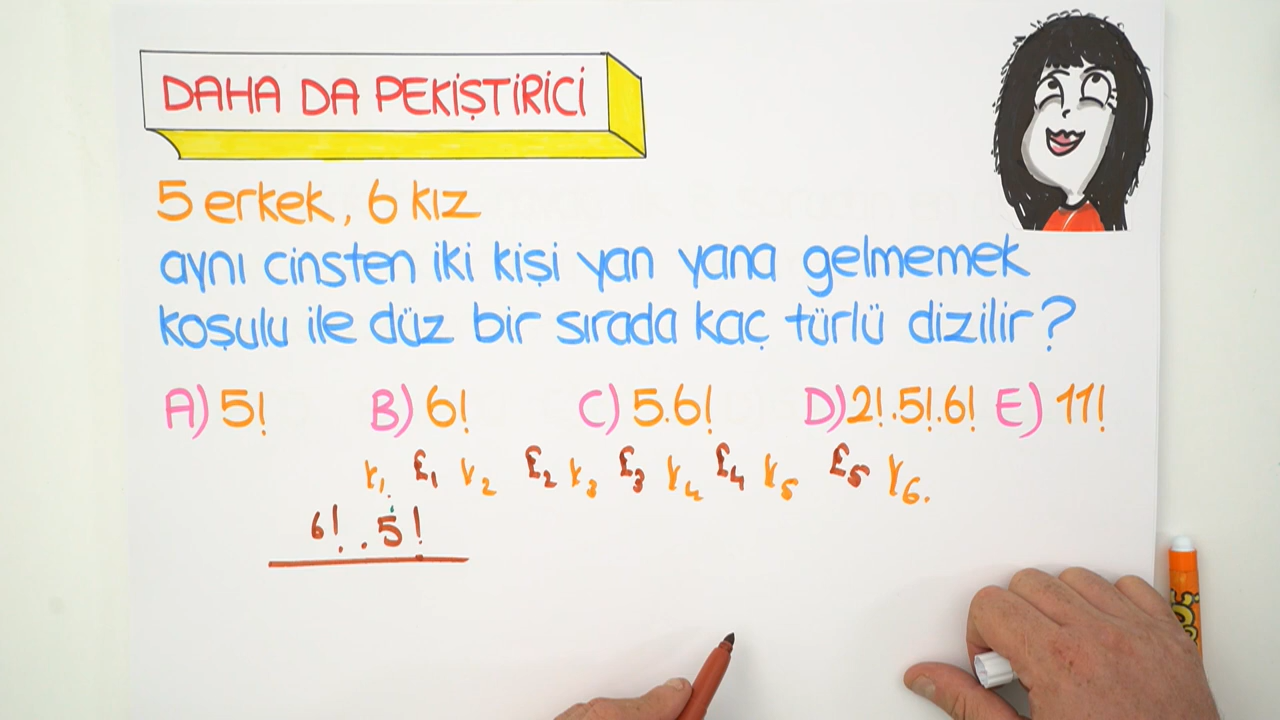 DAHA DA PEKİŞTİRİCİ
5 erkek, 6 kız
aynı cinsten iki kişi yan yana gelmemek
koşulu ile düz bir sırada kaç türlü dizilir?
A) 5! B) 6! C) 5.6! D) 2!.5!.6! E) 11!
K₁ E₁ K₂ E₂ K₃ E₃ K₄ E₄ K₅ E₅ K₆.
6! . 5!